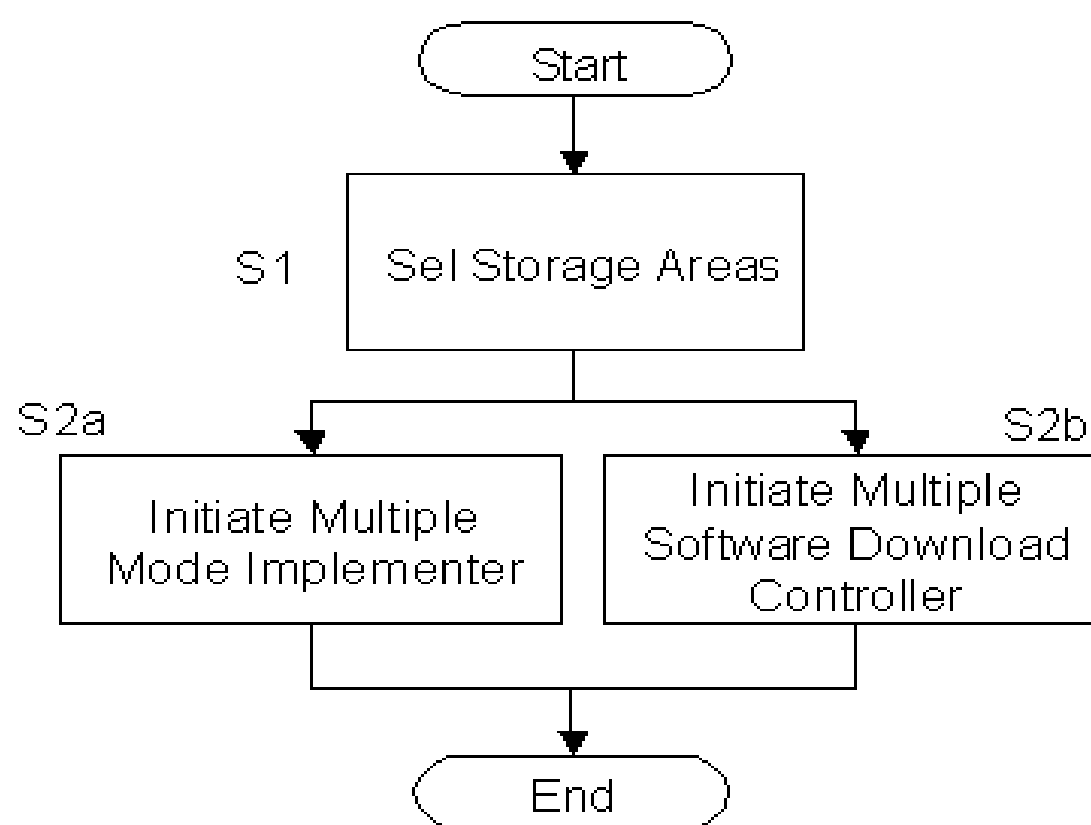 Start
S1
Sel Storage Areas
S2a
S2b
Initiate Multiple
Mode Implementer
Initiate Multiple
Software Download
Controller
End